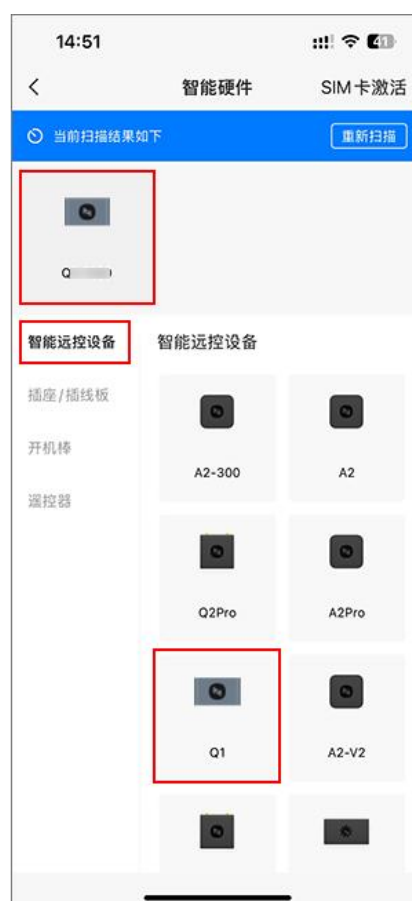 14:51
41
智能硬件
SIM卡激活
当前扫描结果如下
重新扫描
Q
智能远控设备
插座/插线板
开机棒
遥控器
智能远控设备
A2-300
A2
Q2Pro
A2Pro
Q1
A2-V2